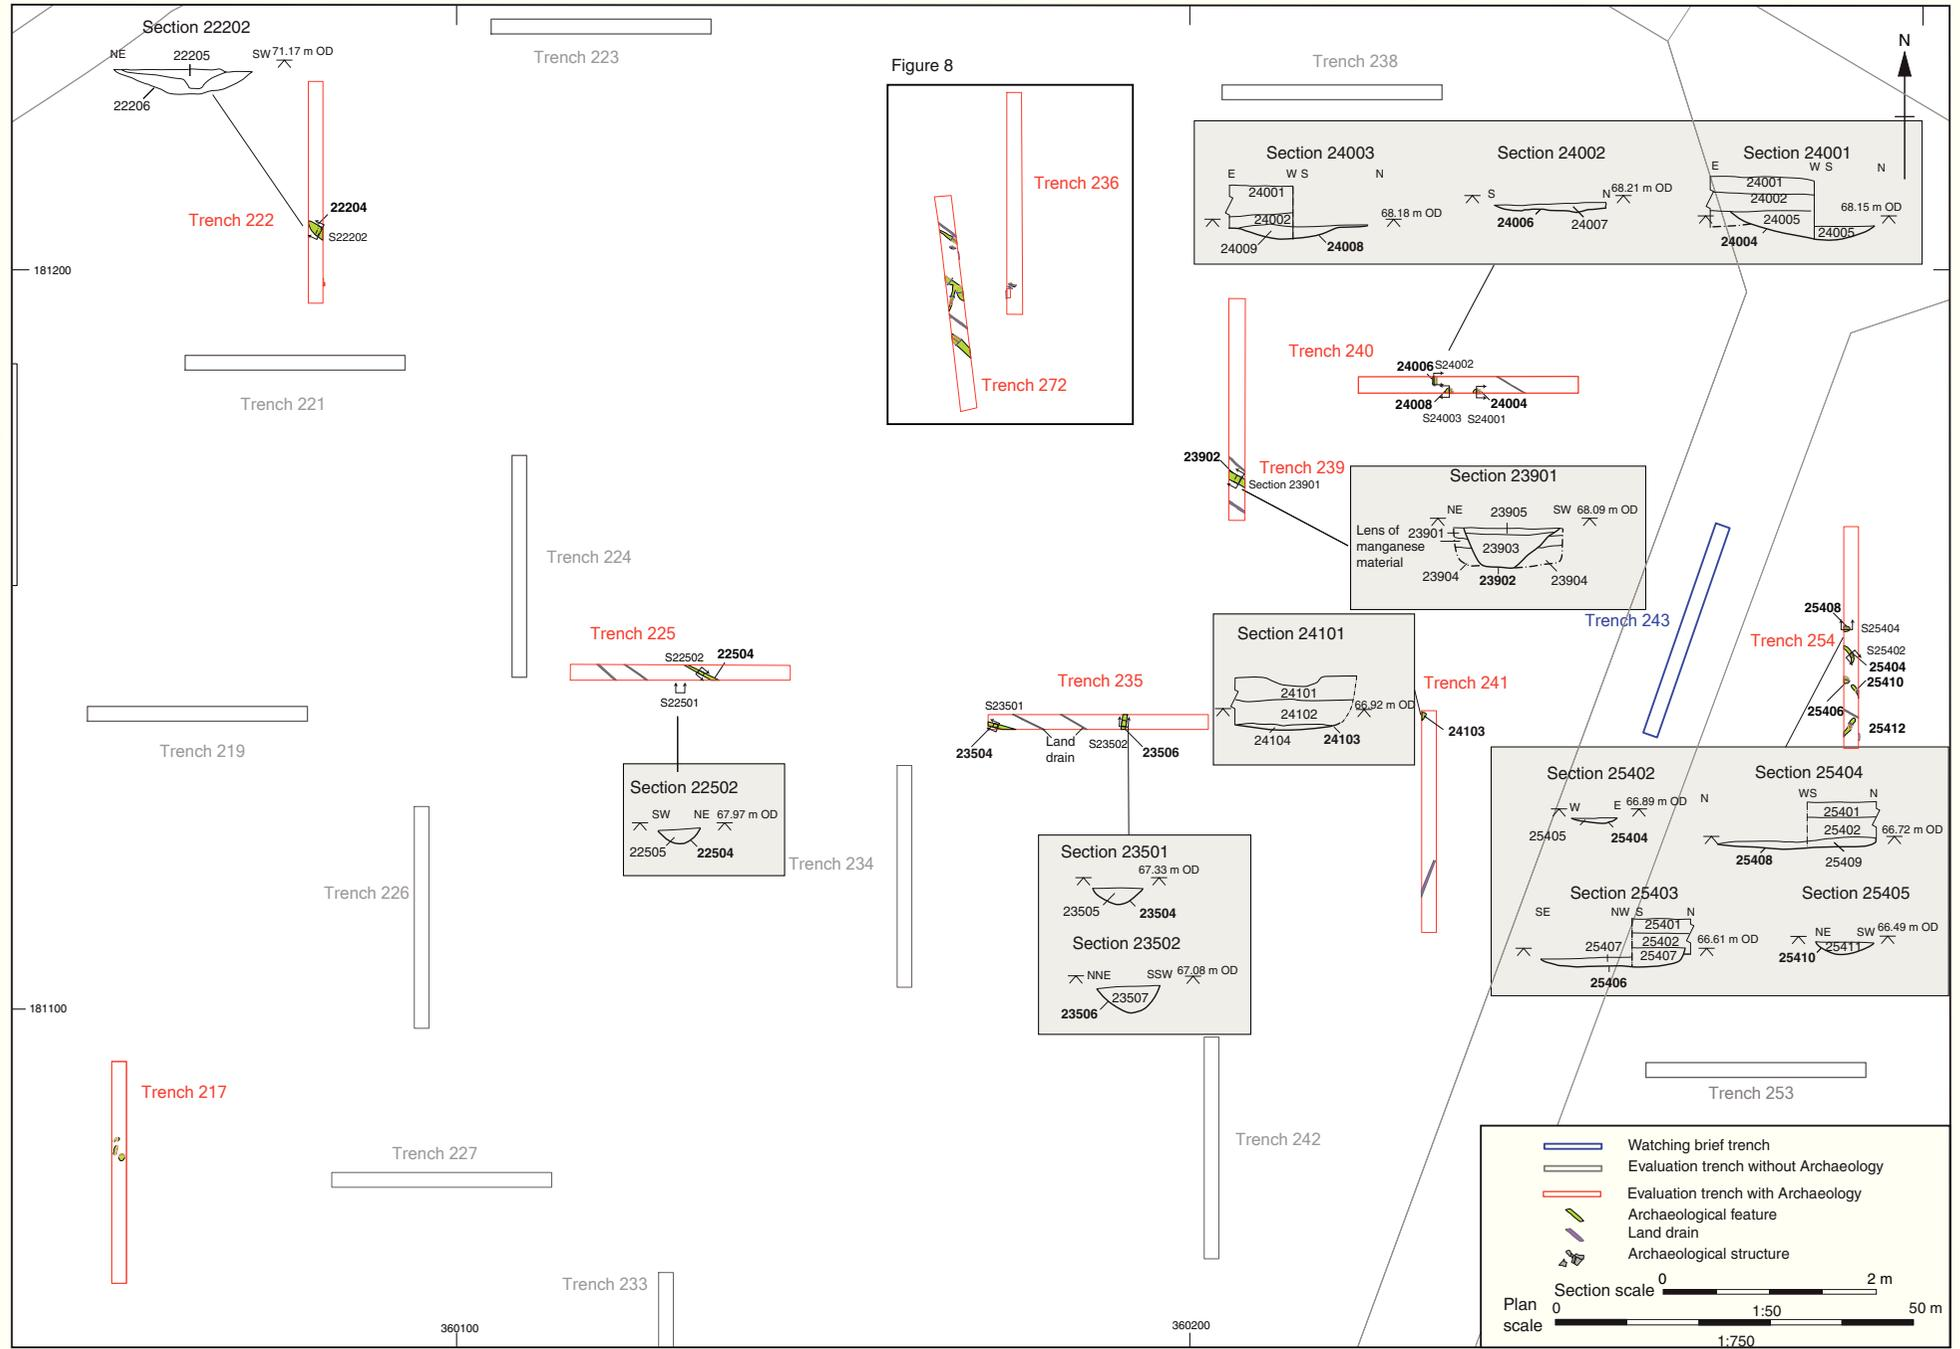 Section 22202
NE
22205
SW 71.17 m OD
22206
Trench 223
Trench 222
22204
S22202
181200
Trench 221
Figure 8
Trench 236
Trench 272
Trench 238
N
Section 24003
E
W S
N
24001
24002
68.18 m OD
24009
24008
Section 24002
S
N
68.21 m OD
24006
24007
Section 24001
E
W S
N
24001
24002
24005
68.15 m OD
24004
24005
Trench 240
24006
S24002
24008
24004
S24003
S24001
23902
Trench 239
Section 23901
Section 23901
NE
23905
SW 68.09 m OD
Lens of
manganese
material
23901
23903
23904
23902
23904
Trench 224
Trench 225
S22502
22504
S22501
Section 22502
SW
NE
67.97 m OD
22505
22504
Trench 219
Trench 226
Trench 234
Trench 235
S23501
23504
Land
drain
S23502
23506
Section 23501
67.33 m OD
23505
23504
Section 23502
NNE
SSW
67.08 m OD
23507
23506
Section 24101
24101
24102
66.92 m OD
24104
24103
Trench 241
24103
Trench 243
25408
S25404
Trench 254
S25402
25404
25410
25406
25412
Section 25402
W
E
66.89 m OD
25405
25404
Section 25404
N
WS
N
25401
25402
66.72 m OD
25408
25409
Section 25403
SE
NW S
N
25401
25402
25407
25407
66.61 m OD
25406
Section 25405
NE
SW
66.49 m OD
25411
25410
181100
Trench 217
Trench 227
Trench 242
Trench 253
Trench 233
360100
360200
Watching brief trench
Evaluation trench without Archaeology
Evaluation trench with Archaeology
Archaeological feature
Land drain
Archaeological structure
Section scale
0
2 m
1:50
Plan
scale
0
50 m
1:750